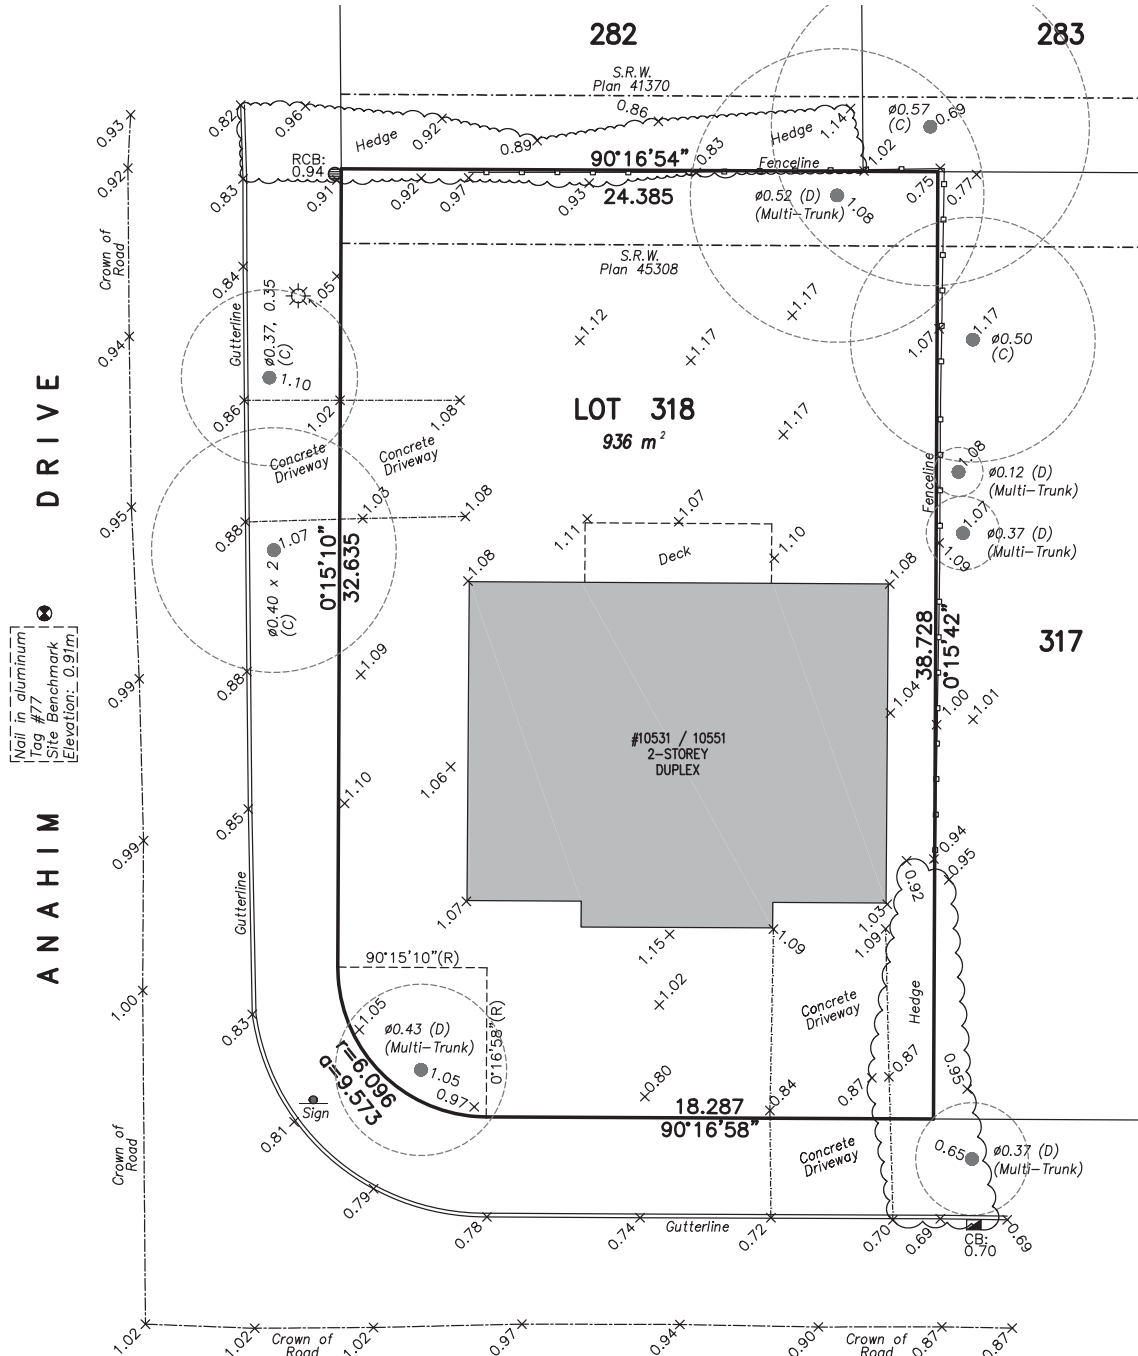 282
283
S.R.W.
Plan 41370
0.86
ø0.57
(C)
0.69
0.93
0.82
0.96
Hedge
0.92
0.89
Hedge
1.14
1.02
0.83
RCB:
0.94
90°16'54"
Fenceline
0.92
0.83
0.91
0.92
0.97
0.93
24.385
ø0.52 (D)
(Multi-Trunk)
1.08
0.75
0.77
Crown of
Road
S.R.W.
Plan 45308
0.84
1.05
Gutterline
ø0.37, 0.35
(C)
1.10
1.12
1.17
1.17
1.07
1.17
ø0.50
(C)
0.94
0.86
1.02
1.08
LOT 318
936 m²
1.17
Concrete
Driveway
Concrete
Driveway
Fenceline
1.08
ø0.12 (D)
(Multi-Trunk)
0.95
0.88
1.03
1.08
1.11
1.07
1.07
ø0.37 (D)
(Multi-Trunk)
1.07
0°15'10"
32.635
ø0.40 x 2
(C)
Deck
1.10
1.09
1.08
1.08
ANAHIM DRIVE
Nail in aluminum
Tag #77
Site Benchmark
Elevation: 0.91m
38.728
0°15'42"
317
0.99
0.88
1.09
1.04
1.00
1.01
#10531 / 10551
2-STOREY
DUPLEX
1.06
1.10
0.85
0.99
0.94
0.95
0.92
Gutterline
1.07
1.15
1.09
1.03
1.09
90°15'10"(R)
0°16'58"(R)
1.00
0.83
1.05
ø0.43 (D)
(Multi-Trunk)
1.05
0.97
r=6.096
a=9.573
1.02
Concrete
Driveway
Hedge
0.80
0.84
0.87
0.87
0.95
18.287
90°16'58"
Sign
0.81
Crown of
Road
Concrete
Driveway
0.65
ø0.37 (D)
(Multi-Trunk)
0.79
0.78
0.74
Gutterline
0.72
0.70
0.69
CB:
0.70
0.69
1.02
1.02
Crown of
Road
1.02
0.97
0.94
0.90
Crown of
Road
0.87
0.87